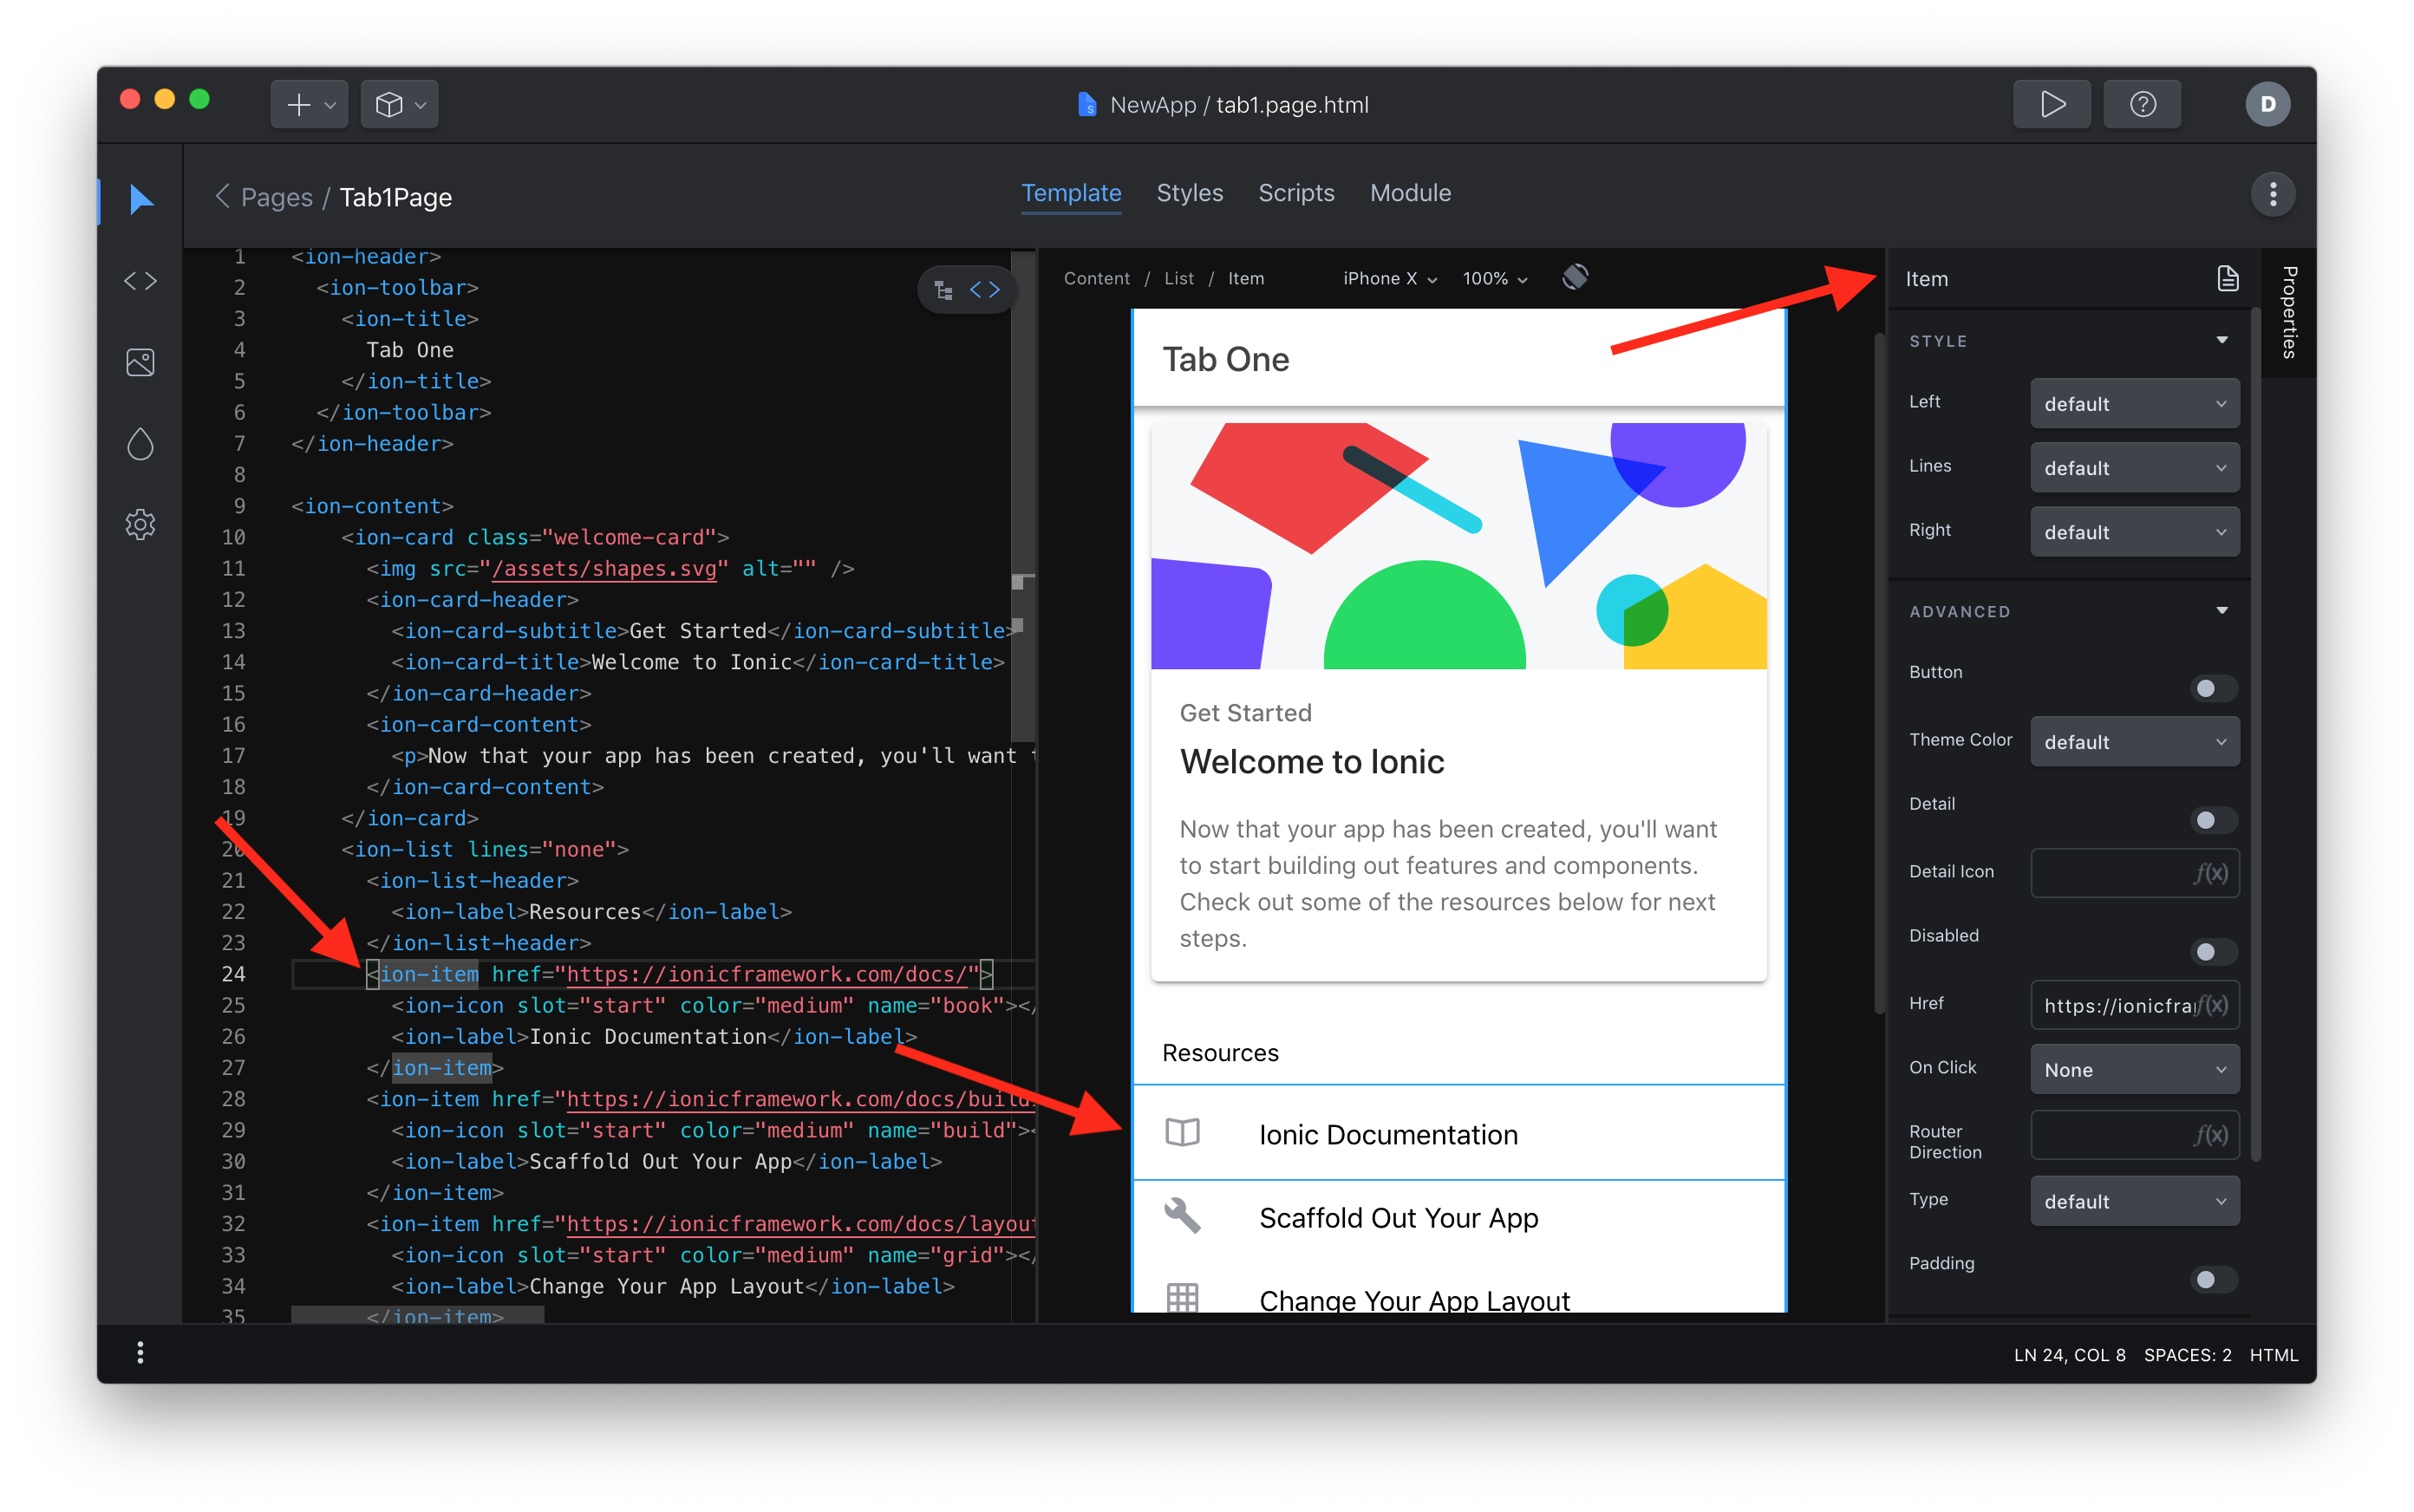 NewApp / tab1.page.html
D
Pages / Tab1Page
Template Styles Scripts Module
1 <ion-header>
2 <ion-toolbar>
3 <ion-title>
4 Tab One
5 </ion-title>
6 </ion-toolbar>
7 </ion-header>
8
9 <ion-content>
10 <ion-card class="welcome-card">
11 <img src="/assets/shapes.svg" alt="" />
12 <ion-card-header>
13 <ion-card-subtitle>Get Started</ion-card-subtitle>
14 <ion-card-title>Welcome to Ionic</ion-card-title>
15 </ion-card-header>
16 <ion-card-content>
17 <p>Now that your app has been created, you'll want
18 </ion-card-content>
19 </ion-card>
20 <ion-list lines="none">
21 <ion-list-header>
22 <ion-label>Resources</ion-label>
23 </ion-list-header>
24 <ion-item href="https://ionicframework.com/docs/">
25 <ion-icon slot="start" color="medium" name="book"></
26 <ion-label>Ionic Documentation</ion-label>
27 </ion-item>
28 <ion-item href="https://ionicframework.com/docs/build
29 <ion-icon slot="start" color="medium" name="build"><
30 <ion-label>Scaffold Out Your App</ion-label>
31 </ion-item>
32 <ion-item href="https://ionicframework.com/docs/layout
33 <ion-icon slot="start" color="medium" name="grid"></
34 <ion-label>Change Your App Layout</ion-label>
35 </ion-item>
Content / List / Item iPhone X 100%
Tab One
Get Started
Welcome to Ionic
Now that your app has been created, you'll want
to start building out features and components.
Check out some of the resources below for next
steps.
Resources
Ionic Documentation
Scaffold Out Your App
Change Your App Layout
Item
Properties
STYLE
Left default
Lines default
Right default
ADVANCED
Button
Theme Color default
Detail
Detail Icon f(x)
Disabled
Href https://ionicfra f(x)
On Click None
Router
Direction f(x)
Type default
Padding
LN 24, COL 8 SPACES: 2 HTML